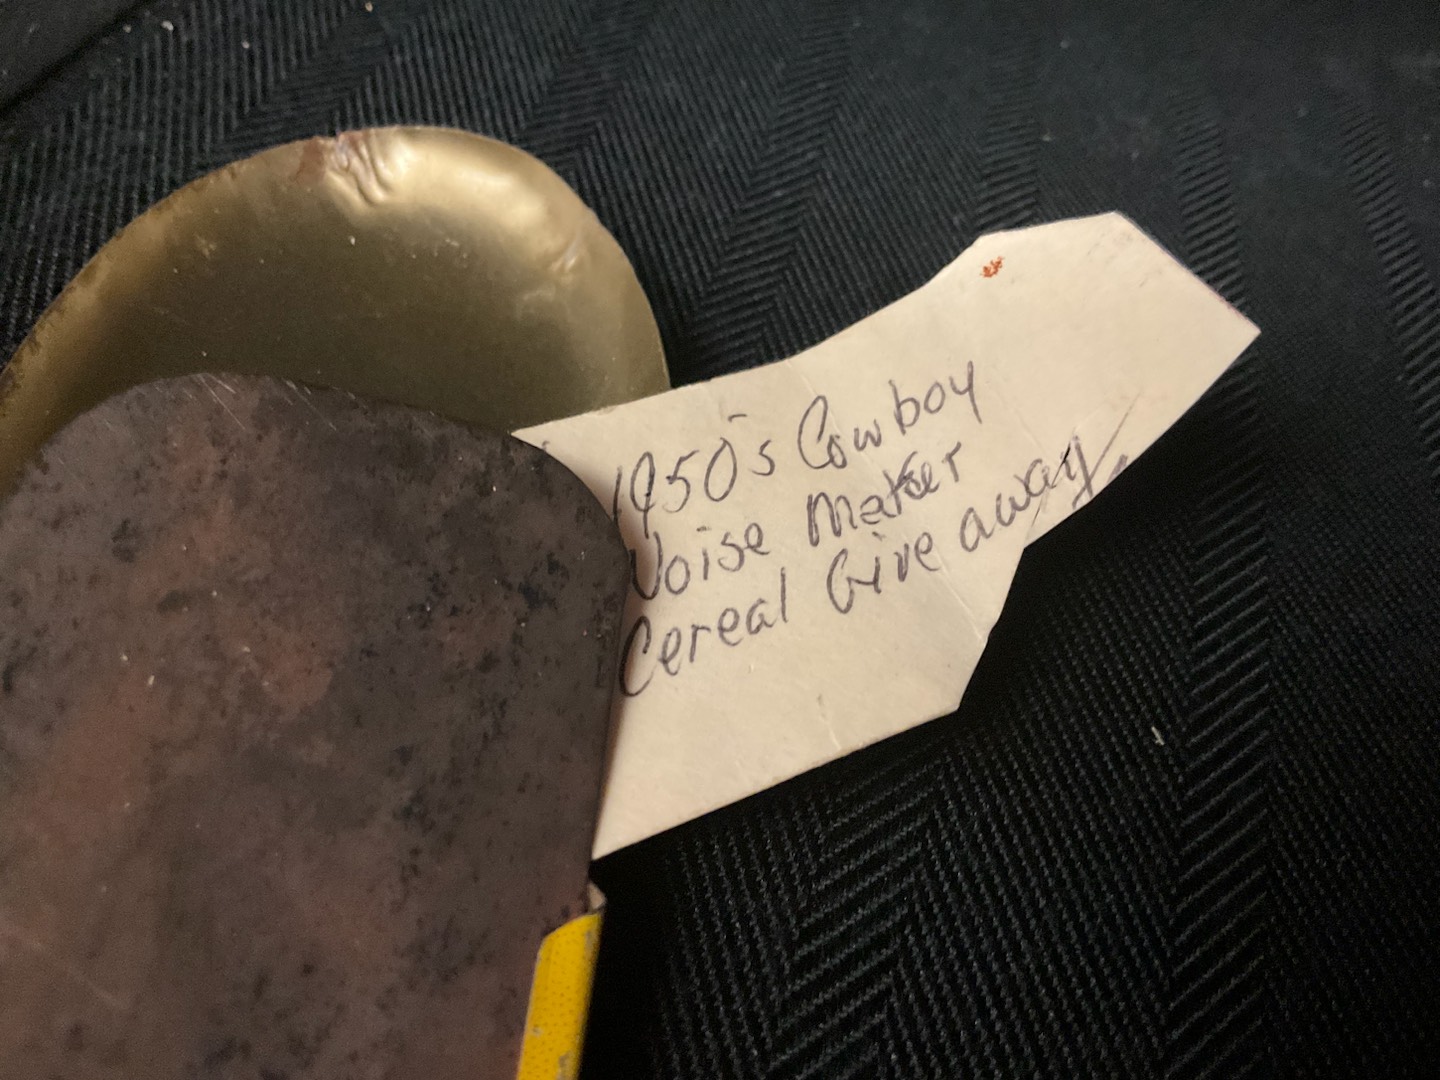 1950's Cowboy
Noise Maker
Cereal Give away